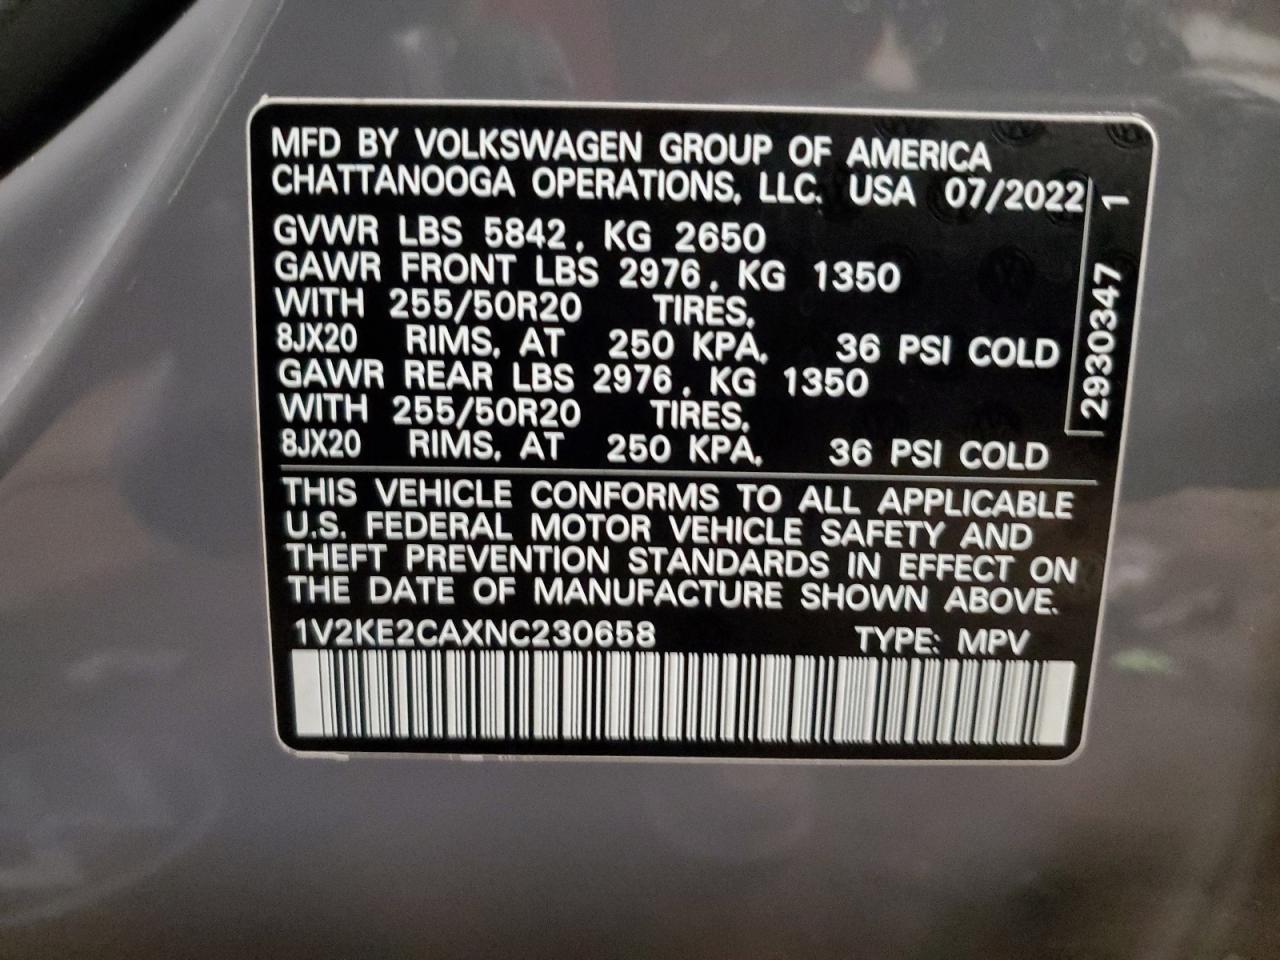 MFD BY VOLKSWAGEN GROUP OF AMERICA
CHATTANOOGA OPERATIONS, LLC. USA 07/2022
GVWR LBS 5842, KG 2650
GAWR FRONT LBS 2976, KG 1350
WITH 255/50R20 TIRES,
8JX20 RIMS, AT 250 KPA, 36 PSI COLD
GAWR REAR LBS 2976, KG 1350
WITH 255/50R20 TIRES,
8JX20 RIMS, AT 250 KPA, 36 PSI COLD
2930347 1
THIS VEHICLE CONFORMS TO ALL APPLICABLE
U.S. FEDERAL MOTOR VEHICLE SAFETY AND
THEFT PREVENTION STANDARDS IN EFFECT ON
THE DATE OF MANUFACTURE SHOWN ABOVE.
1V2KE2CAXNC230658 TYPE: MPV